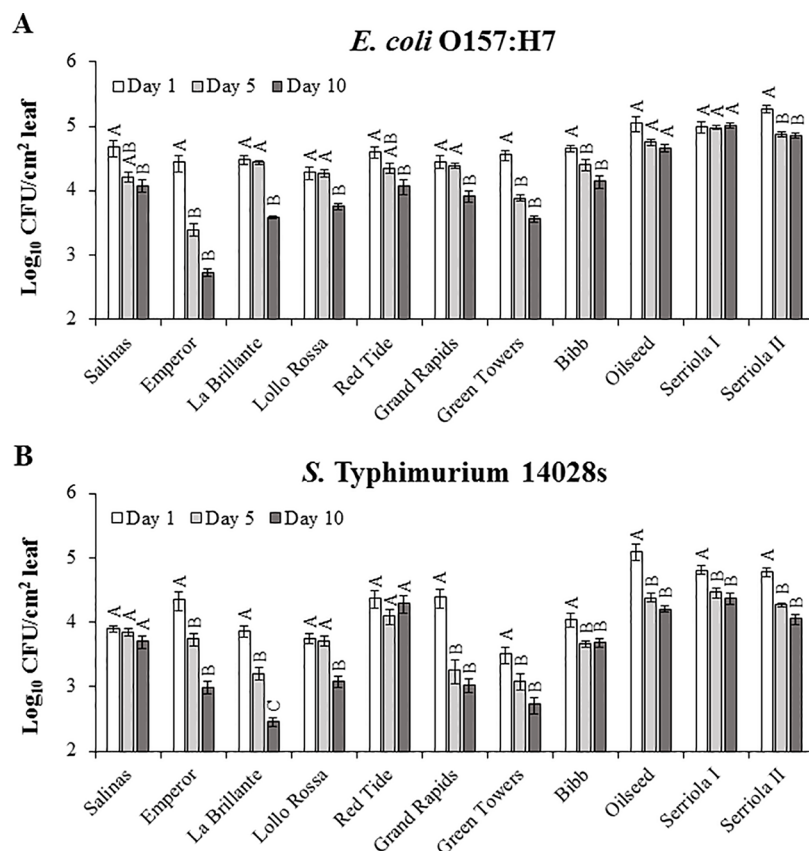 A
E. coli O157:H7
Log₁₀ CFU/cm² leaf
6
5
4
3
2
Day 1 Day 5 Day 10
A AB B
A B B
A A B
A A B
A AB B
A A B
A B B
A B B
A A A
A A A
A B B
Salinas
Emperor
La Brillante
Lollo Rossa
Red Tide
Grand Rapids
Green Towers
Bibb
Oilseed
Serriola I
Serriola II
B
S. Typhimurium 14028s
Log₁₀ CFU/cm² leaf
6
5
4
3
2
Day 1 Day 5 Day 10
A A A
A B B
A B C
A A B
A A A
A B B
A B B
A B B
A B B
A B B
A B B
Salinas
Emperor
La Brillante
Lollo Rossa
Red Tide
Grand Rapids
Green Towers
Bibb
Oilseed
Serriola I
Serriola II